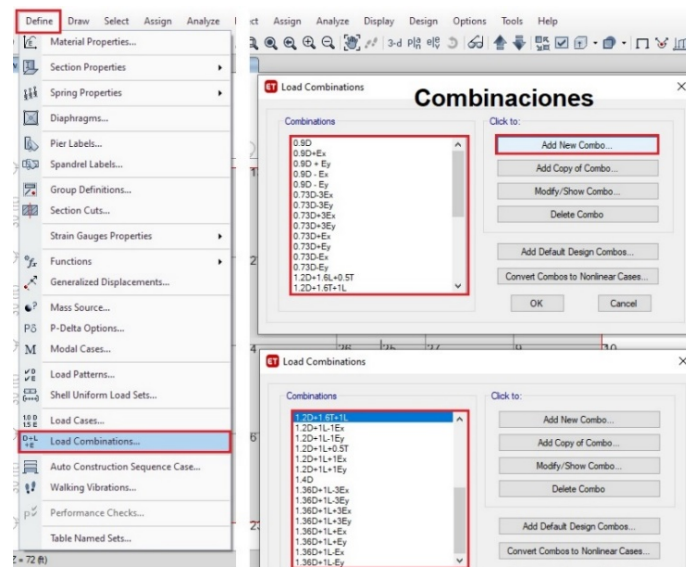 Define Draw Select Assign Analyze
Material Properties...
Section Properties
Spring Properties
Diaphragms...
Pier Labels...
Spandrel Labels...
Group Definitions...
Section Cuts...
Strain Gauges Properties
Functions
Generalized Displacements...
Mass Source...
Pδ P-Delta Options...
M Modal Cases...
Load Patterns...
Shell Uniform Load Sets...
Load Cases...
Load Combinations...
Auto Construction Sequence Case...
Walking Vibrations...
Performance Checks...
Table Named Sets...
Z = 72 ft)
ct Assign Analyze Display Design Options Tools Help
3-d
ET Load Combinations
Combinaciones
Combinations
0.9D
0.9D+Ex
0.9D + Ey
0.9D - Ex
0.9D - Ey
0.73D-3Ex
0.73D-3Ey
0.73D+3Ex
0.73D+3Ey
0.73D+Ex
0.73D+Ey
0.73D-Ex
0.73D-Ey
1.2D+1.6L+0.5T
1.2D+1.6T+1L
Click to:
Add New Combo...
Add Copy of Combo...
Modify/Show Combo...
Delete Combo
Add Default Design Combos...
Convert Combos to Nonlinear Cases...
OK Cancel
ET Load Combinations
Combinations
1.2D+1.6T+1L
1.2D+1L-1Ex
1.2D+1L-1Ey
1.2D+1L+0.5T
1.2D+1L+1Ex
1.2D+1L+1Ey
1.4D
1.36D+1L-3Ex
1.36D+1L-3Ey
1.36D+1L+3Ex
1.36D+1L+3Ey
1.36D+1L+Ex
1.36D+1L+Ey
1.36D+1L-Ex
1.36D+1L-Ey
Click to:
Add New Combo...
Add Copy of Combo...
Modify/Show Combo...
Delete Combo
Add Default Design Combos...
Convert Combos to Nonlinear Cases...